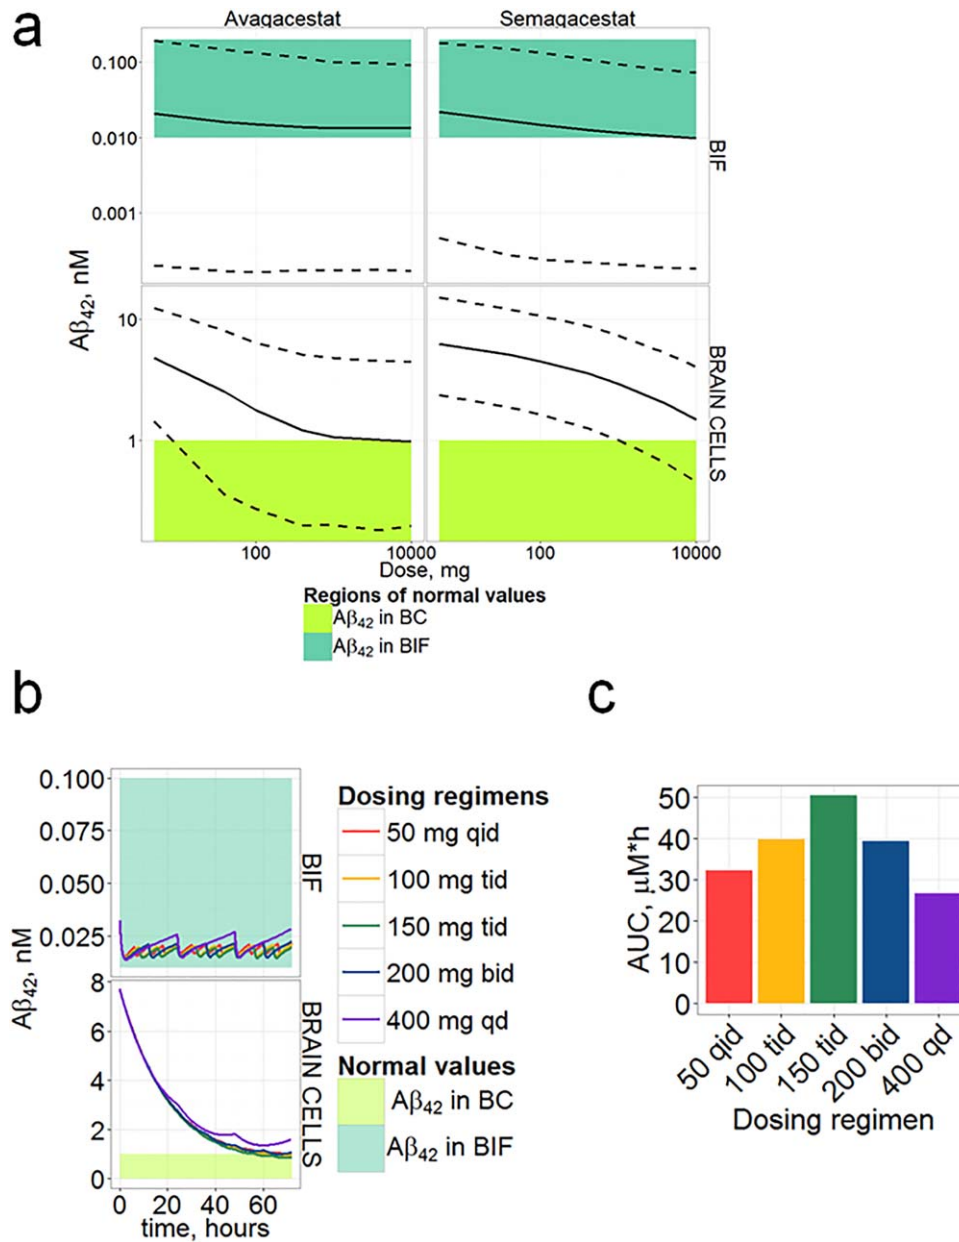 a
Avagacestat
Semagacestat
0.100
0.010
0.001
BIF
Aβ42, nM
10
1
BRAIN CELLS
100
10000
100
10000
Dose, mg
Regions of normal values
Aβ42 in BC
Aβ42 in BIF
b
0.100
0.075
0.050
0.025
BIF
Aβ42, nM
8
6
4
2
0
BRAIN CELLS
0 20 40 60
time, hours
Dosing regimens
50 mg qid
100 mg tid
150 mg tid
200 mg bid
400 mg qd
Normal values
Aβ42 in BC
Aβ42 in BIF
c
50
40
30
20
10
0
AUC, μM*h
50 qid
100 tid
150 tid
200 bid
400 qd
Dosing regimen